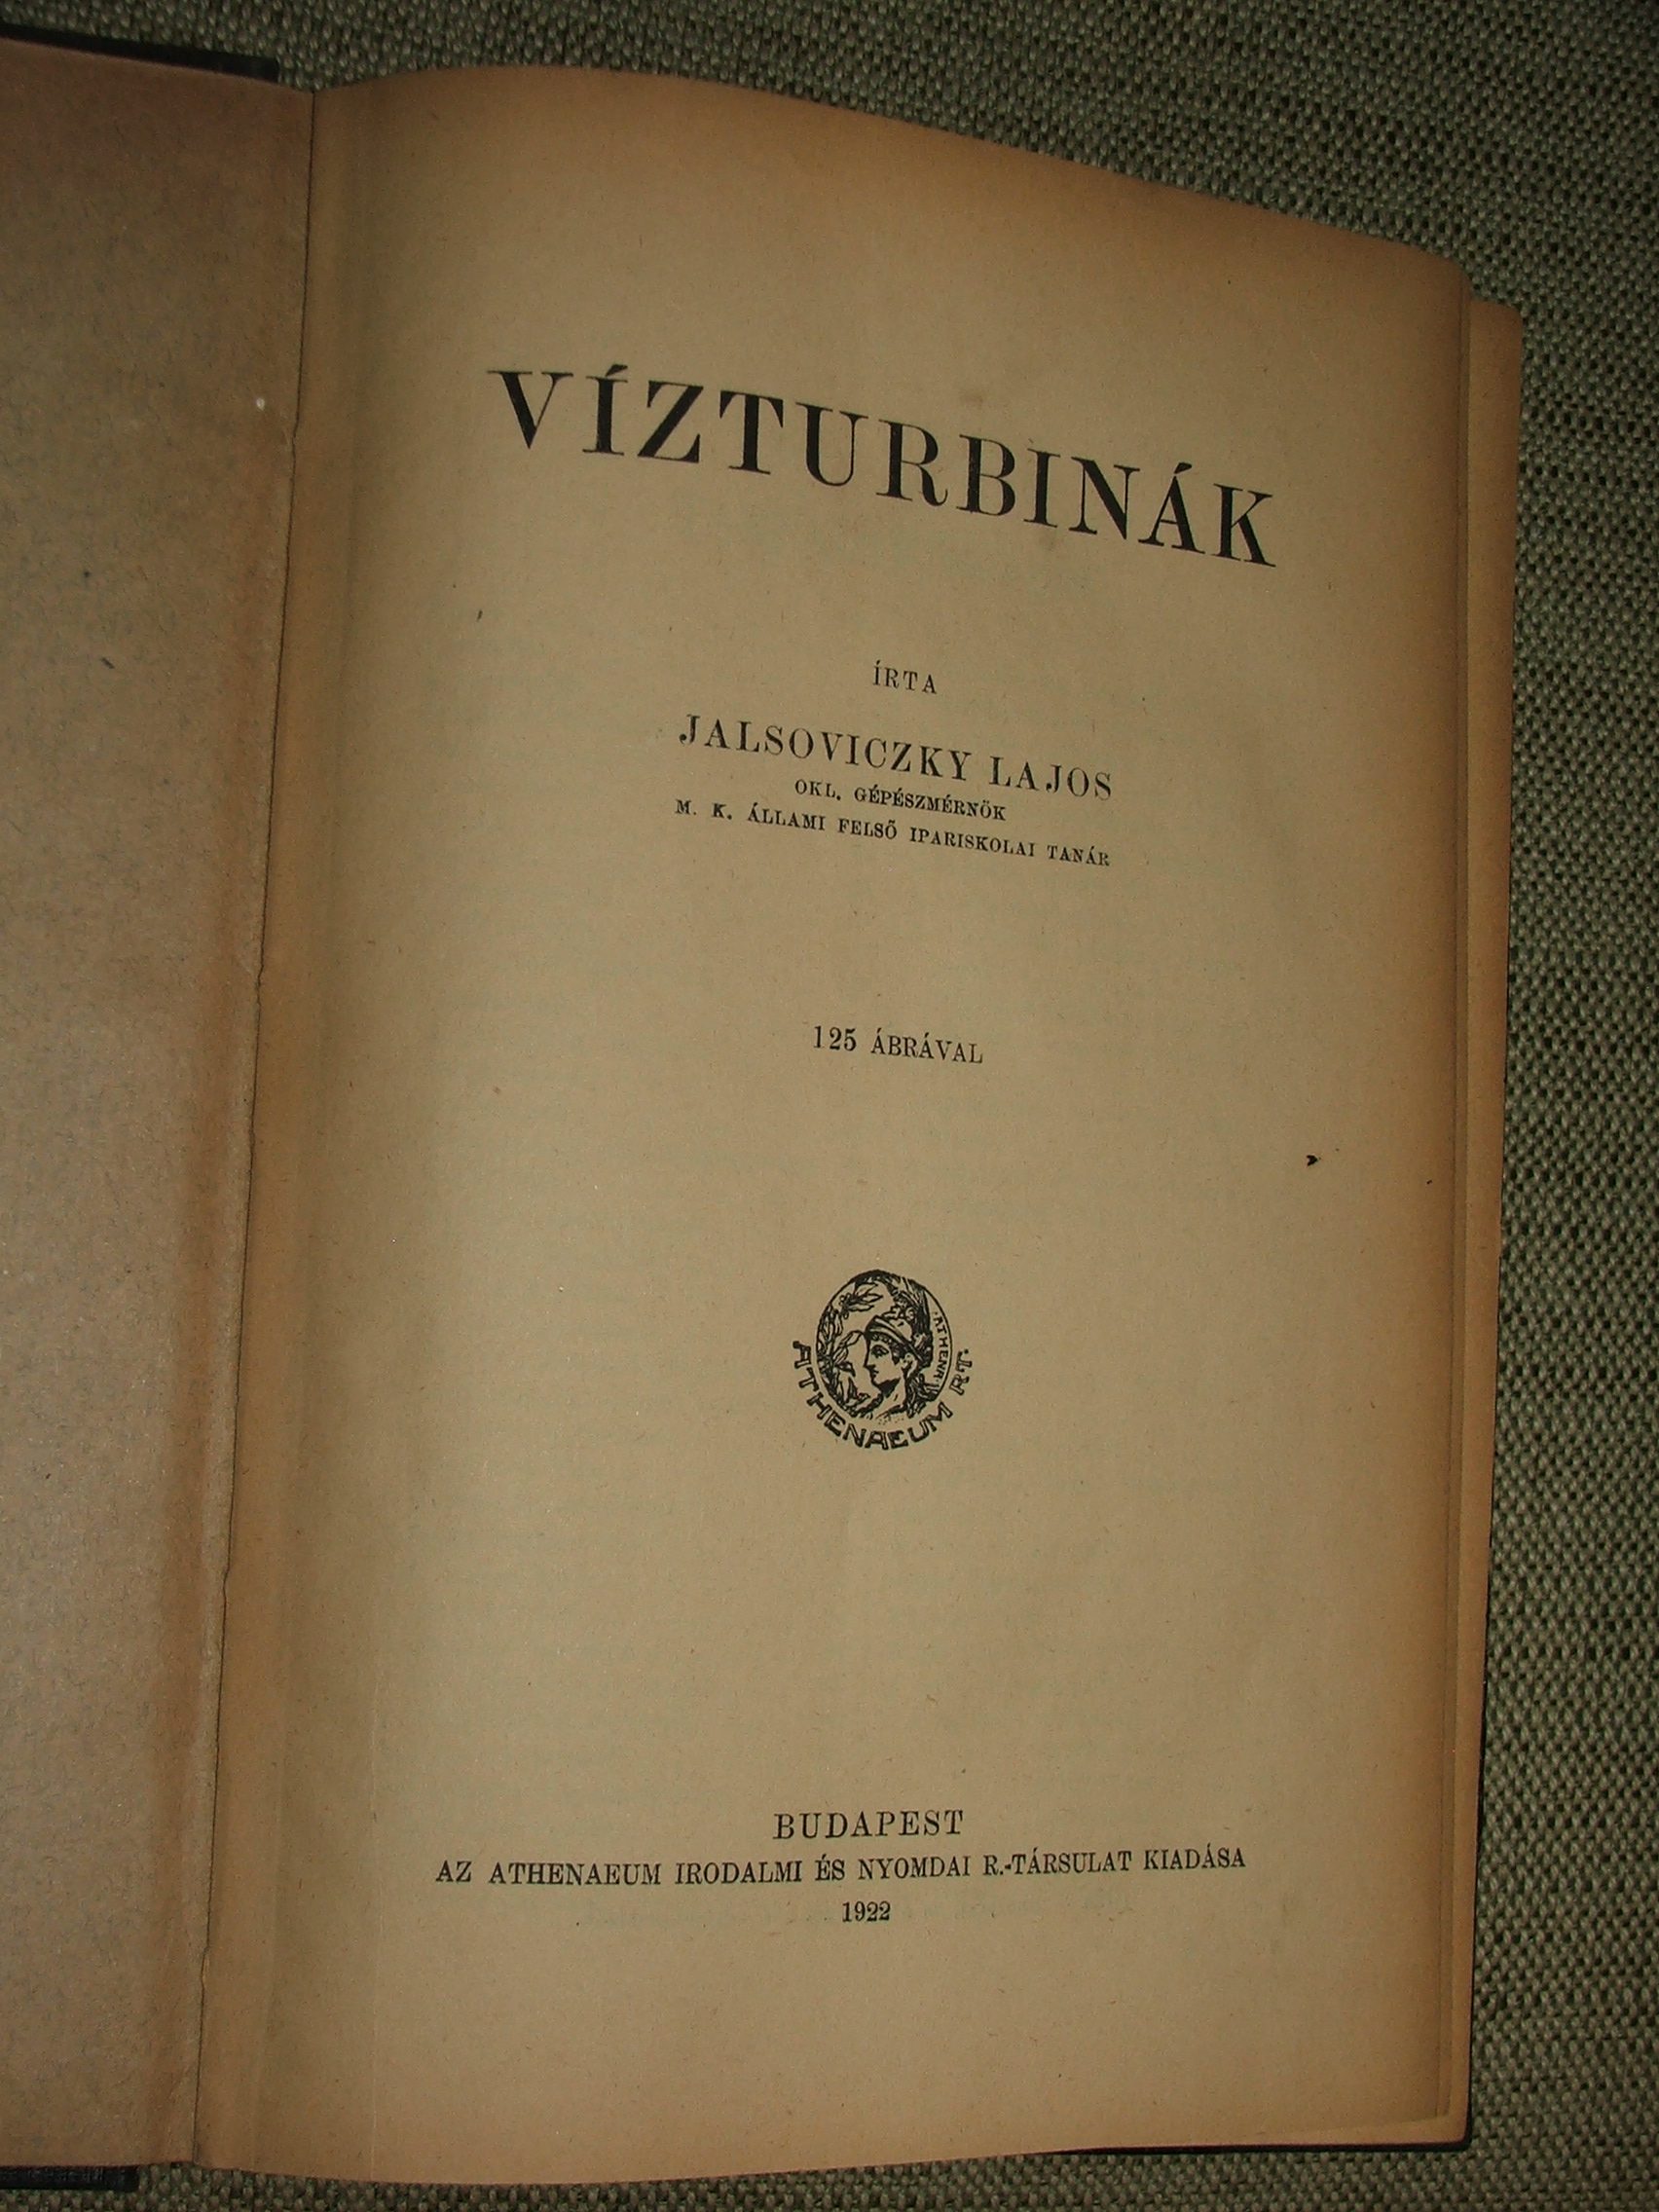 VÍZTURBINÁK
ÍRTA
JALSOVICZKY LAJOS
OKL. GÉPÉSZMÉRNÖK
M. K. ÁLLAMI FELSŐ IPARISKOLAI TANÁR
125 ÁBRÁVAL
ATHENAEUM RT.
BUDAPEST
AZ ATHENAEUM IRODALMI ÉS NYOMDAI R.-TÁRSULAT KIADÁSA
1922